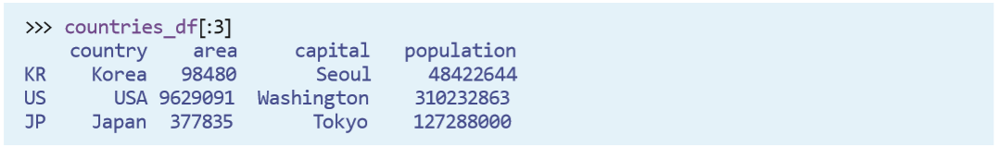 >>> countries_df[:3]
    country    area     capital   population
KR    Korea   98480       Seoul     48422644
US      USA 9629091  Washington    310232863
JP    Japan  377835       Tokyo    127288000